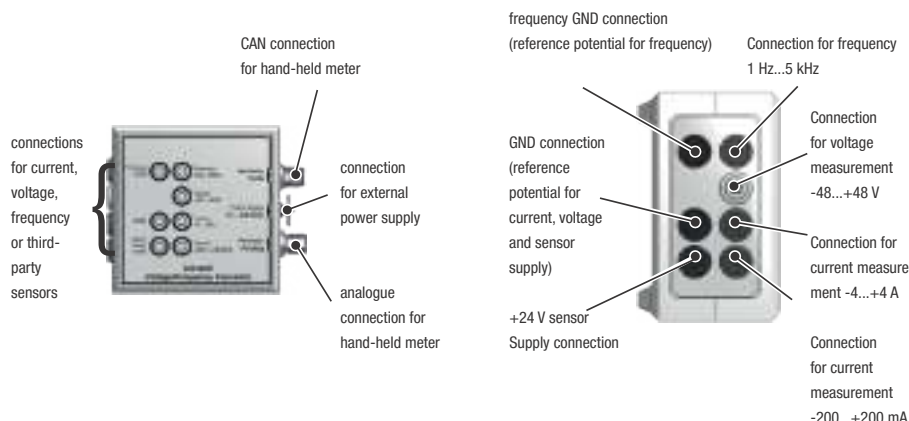 frequency GND connection
(reference potential for frequency)
CAN connection
for hand-held meter
Connection for frequency
1 Hz...5 kHz
connections
for current,
voltage,
frequency
or third-
party
sensors
connection
for external
power supply
analogue
connection for
hand-held meter
GND connection
(reference
potential for
current, voltage
and sensor
supply)
+24 V sensor
Supply connection
Connection
for voltage
measurement
-48...+48 V
Connection for
current measure
ment -4...+4 A
Connection
for current
measurement
-200...+200 mA